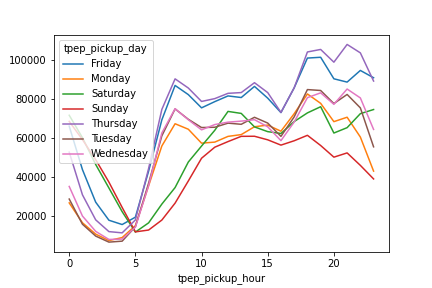 tpep_pickup_day
Friday
Monday
Saturday
Sunday
Thursday
Tuesday
Wednesday
100000
80000
60000
40000
20000
0 5 10 15 20
tpep_pickup_hour